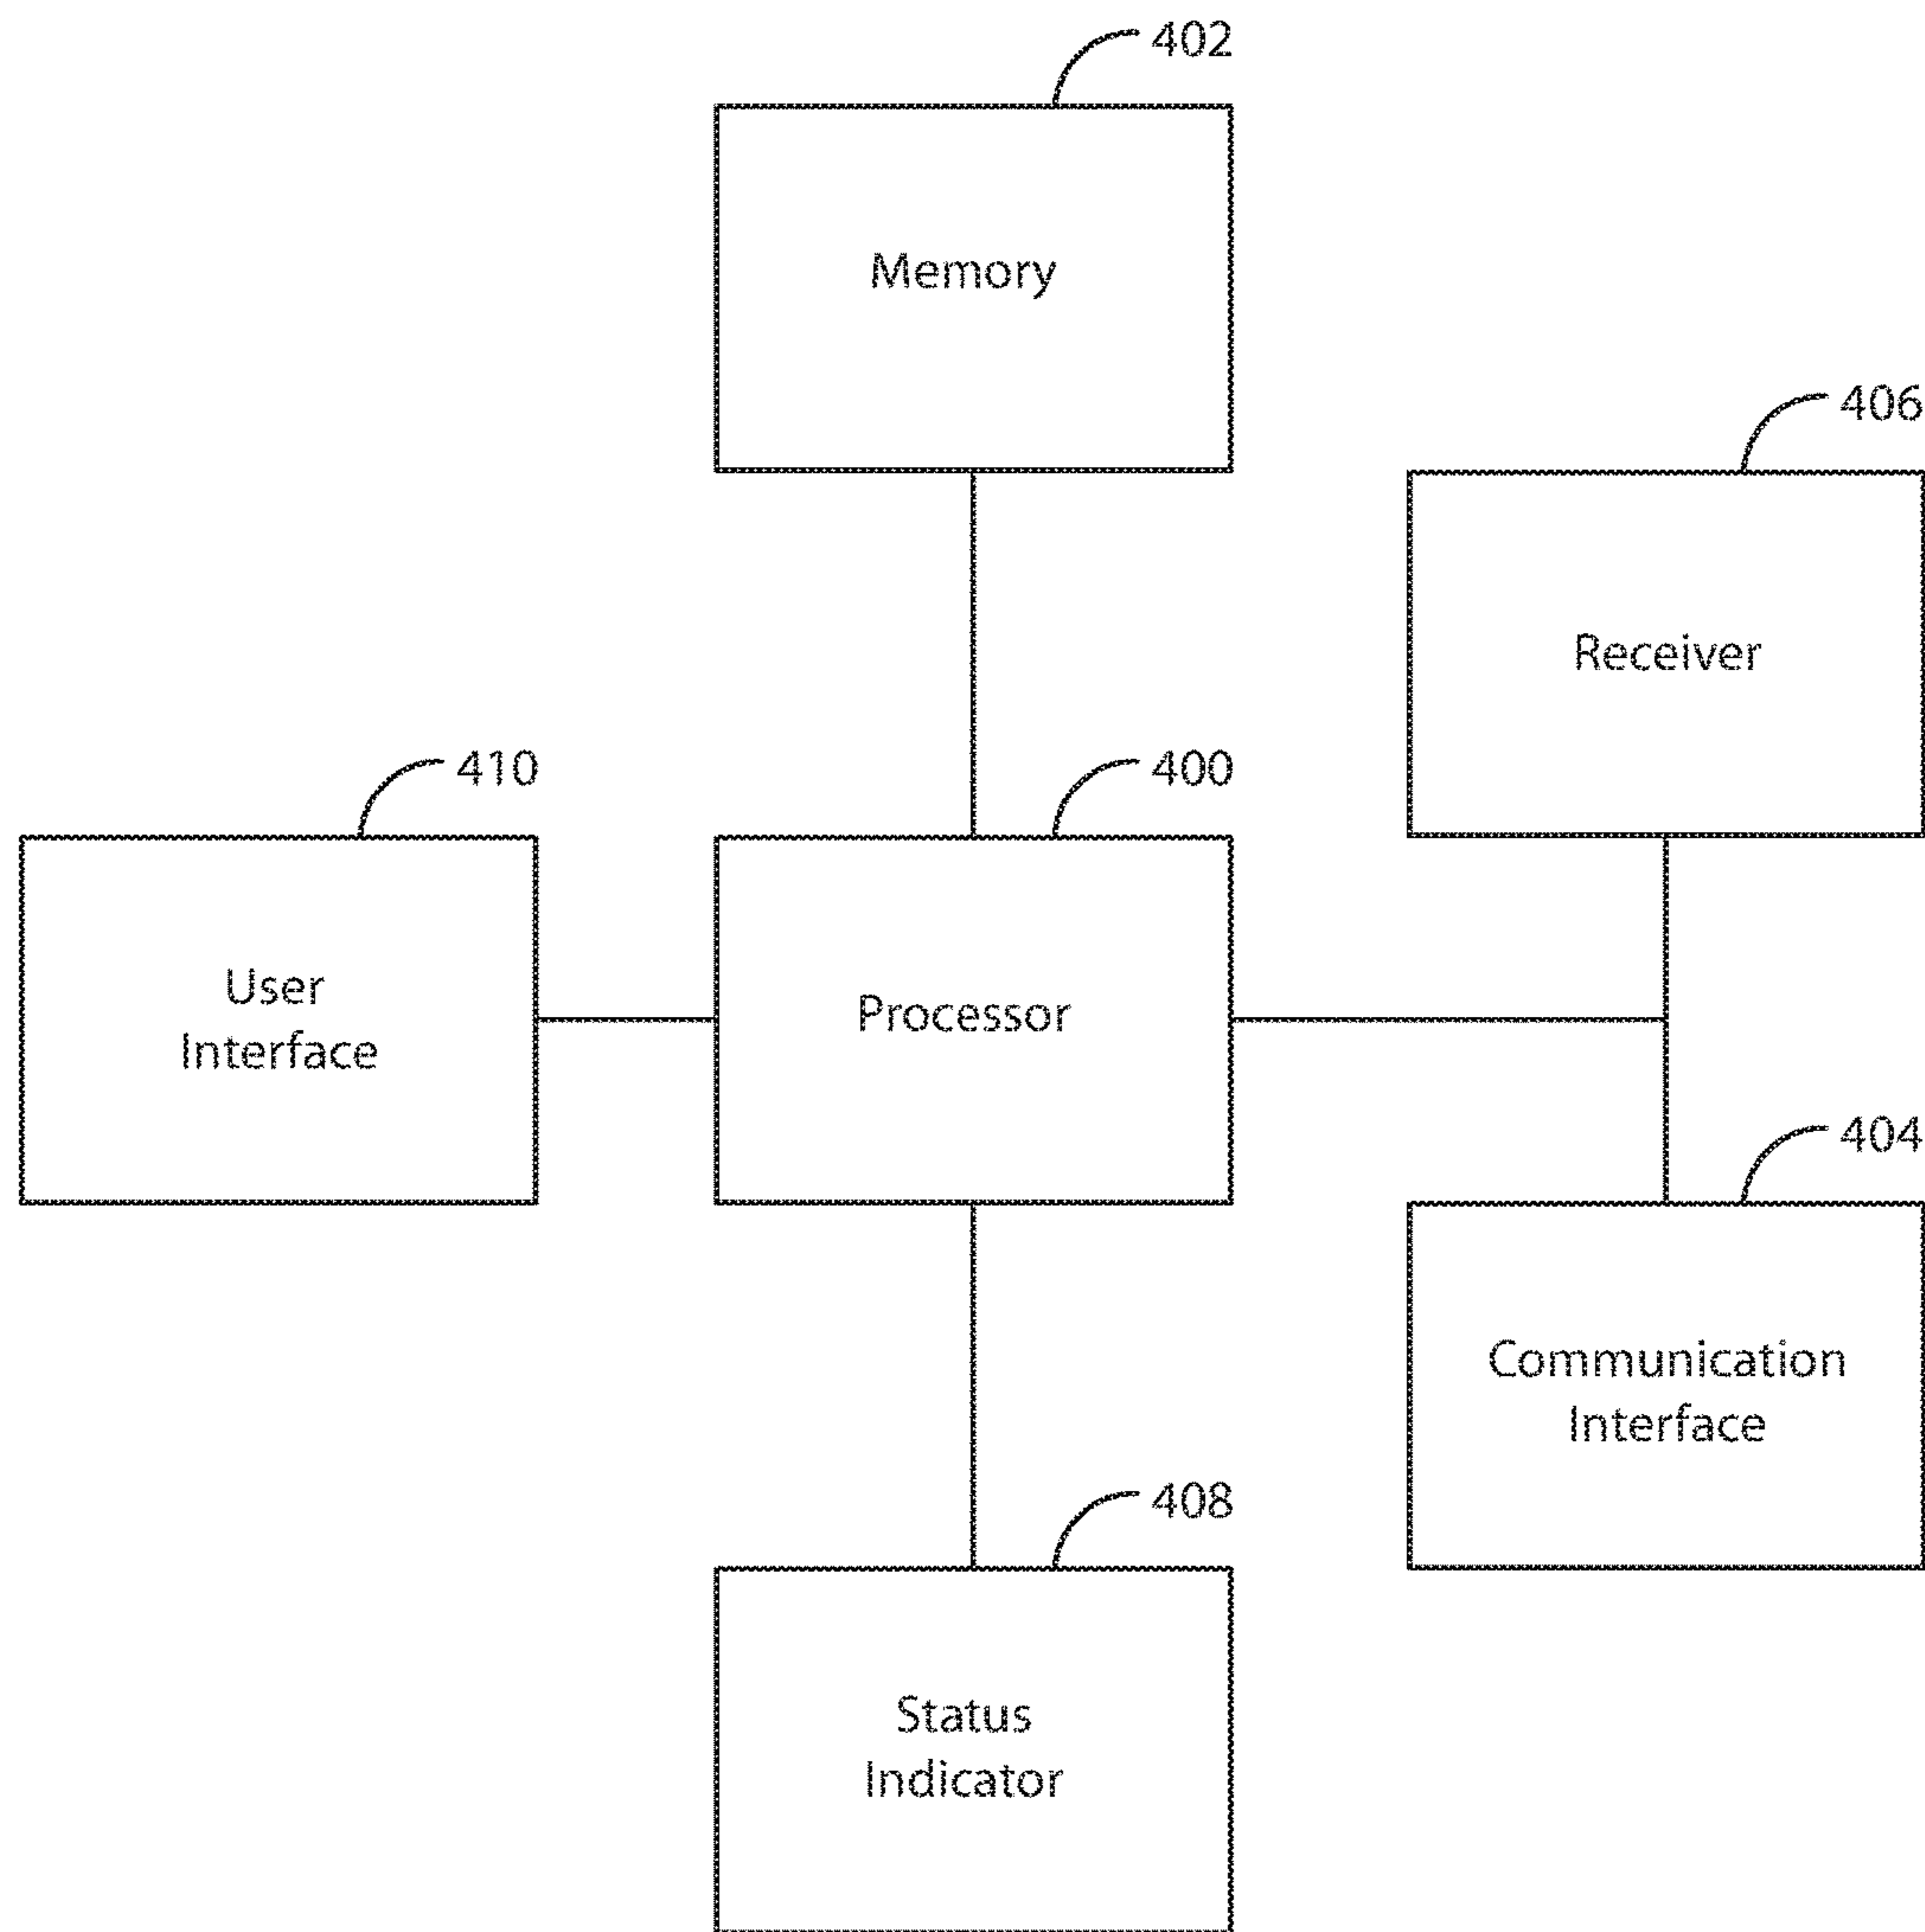 402
Memory
406
Receiver
410
400
User
Interface
Processor
404
Communication
Interface
408
Status
Indicator